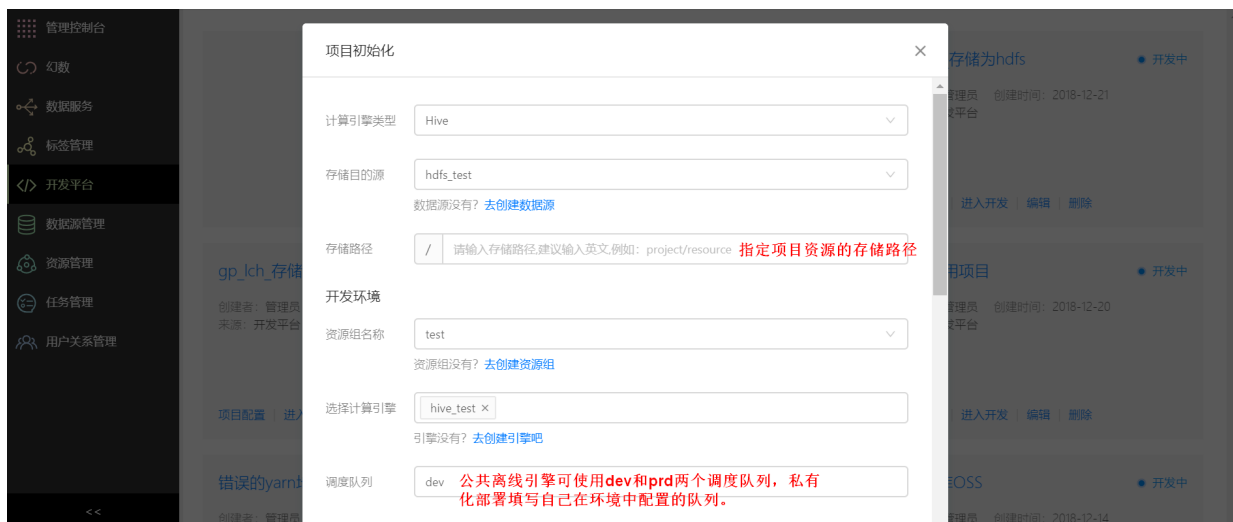 管理控制台
幻数
数据服务
标签管理
开发平台
数据源管理
资源管理
任务管理
用户关系管理
<<
项目初始化
计算引擎类型
Hive
存储目的源
hdfs_test
数据源没有? 去创建数据源
存储路径
/ 请输入存储路径,建议输入英文,例如: project/resource 指定项目资源的存储路径
开发环境
资源组名称
test
资源组没有? 去创建资源组
选择计算引擎
hive_test ×
引擎没有? 去创建引擎吧
调度队列
dev 公共离线引擎可使用dev和prd两个调度队列，私有
化部署填写自己在环境中配置的队列。
存储为hdfs
开发中
管理员 创建时间: 2018-12-21
发平台
进入开发 编辑 删除
gp_lch_存储
创建者: 管理员
来源: 开发平台
项目配置 进入
用项目
开发中
管理员 创建时间: 2018-12-20
发平台
进入开发 编辑 删除
错误的yarn
创建者: 管理员
OSS
开发中
管理员 创建时间: 2018-12-14